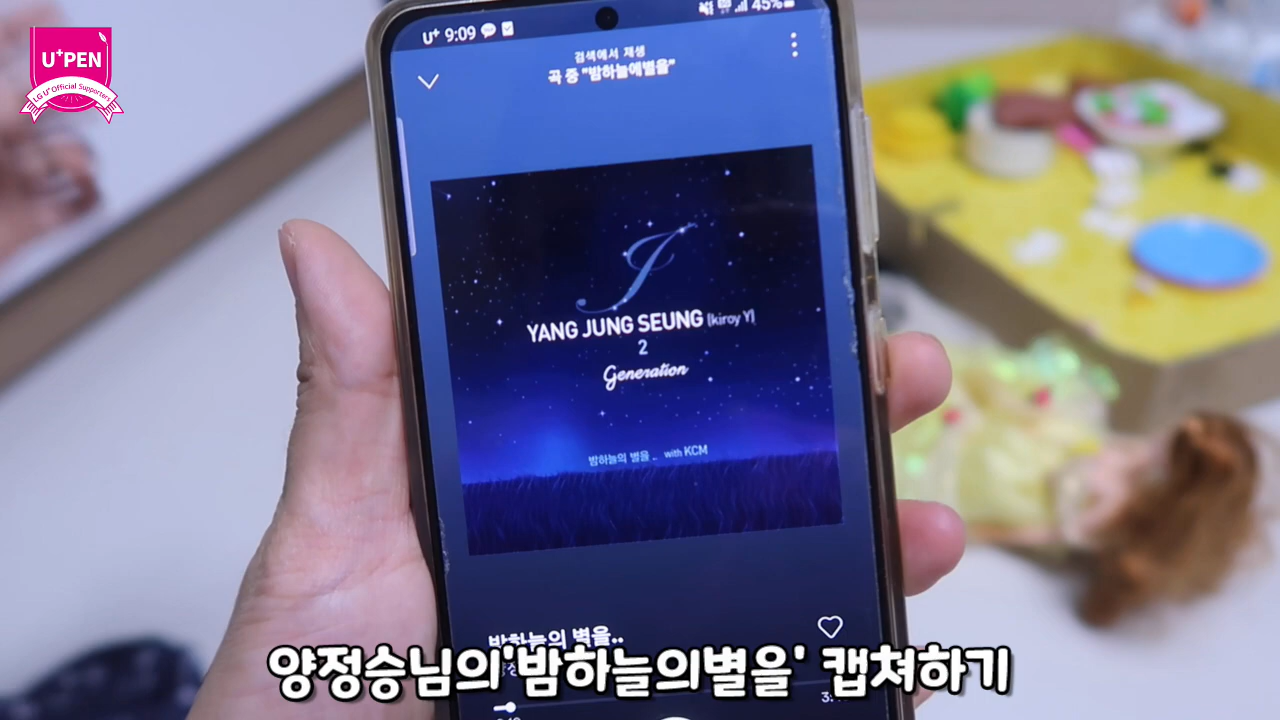 U+PEN
LG U+ Official Supporters
U+ 9:09
45%
검색에서 재생
곡 중 "밤하늘에별을"
YANG JUNG SEUNG (kiroy Y)
2
Generation
밤하늘의 별을.. with KCM
밤하늘의 별을..
양정승님의'밤하늘의별을' 캡쳐하기